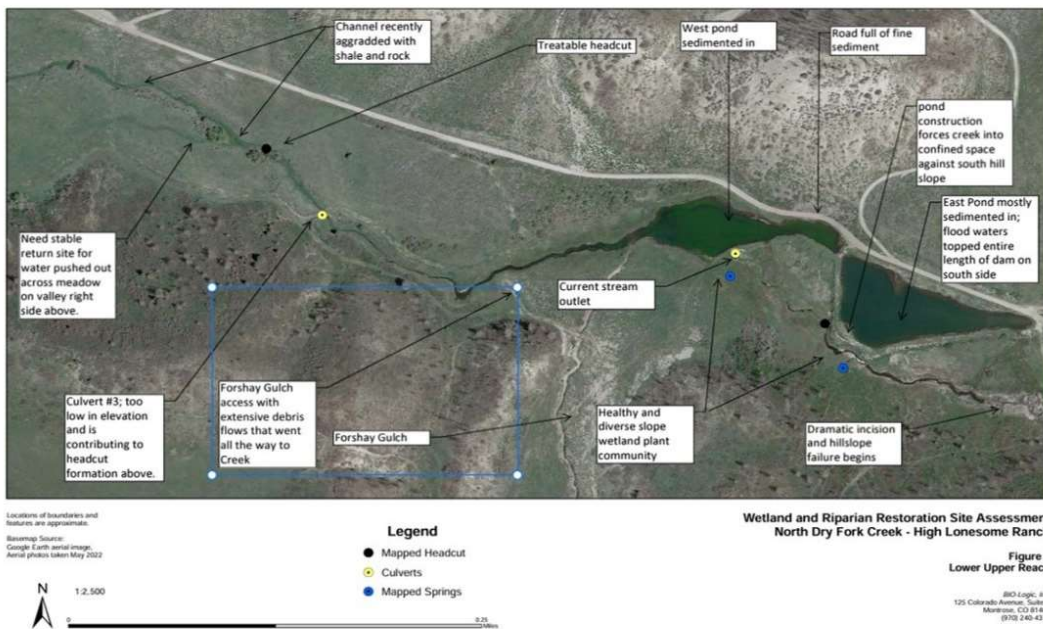 Channel recently
aggradded with
shale and rock
Treatable headcut
West pond
sedimented in
Road full of fine
sediment
pond
construction
forces creek into
confined space
against south hill
slope
East Pond mostly
sedimented in;
flood waters
topped entire
length of dam on
south side
Need stable
return site for
water pushed out
across meadow
on valley right
side above.
Current stream
outlet
Culvert #3; too
low in elevation
and is
contributing to
headcut
formation above.
Forshay Gulch
access with
extensive debris
flows that went
all the way to
Creek
Forshay Gulch
Healthy and
diverse slope
wetland plant
community
Dramatic incision
and hillslope
failure begins
Locations of boundaries and
features are approximate.
Basemap Source:
Google Earth aerial image,
Aerial photos taken May 2022
N
1:2,500
0
0.25
Miles
Legend
Mapped Headcut
Culverts
Mapped Springs
Wetland and Riparian Restoration Site Assessmen
North Dry Fork Creek - High Lonesome Ranc
Figure
Lower Upper Reac
BIO-Logic, I
125 Colorado Avenue, Suite
Montrose, CO 814
(970) 240-43